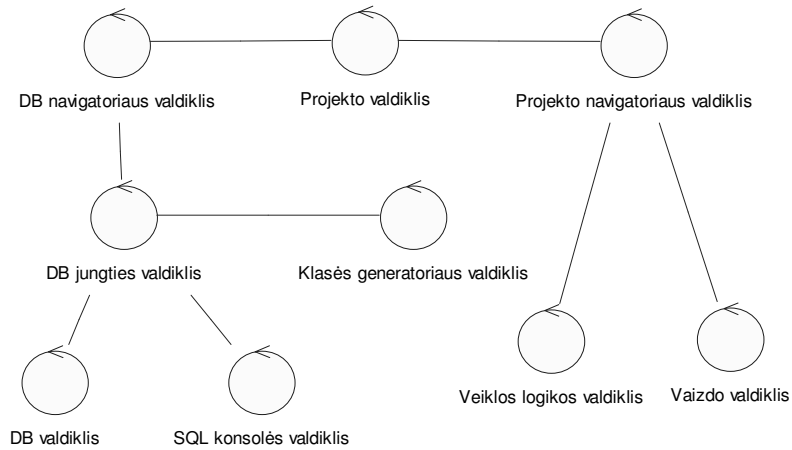 DB navigatoriaus valdiklis
Projekto valdiklis
Projekto navigatoriaus valdiklis
DB jungties valdiklis
Klasės generatoriaus valdiklis
Veiklos logikos valdiklis
Vaizdo valdiklis
DB valdiklis
SQL konsolės valdiklis